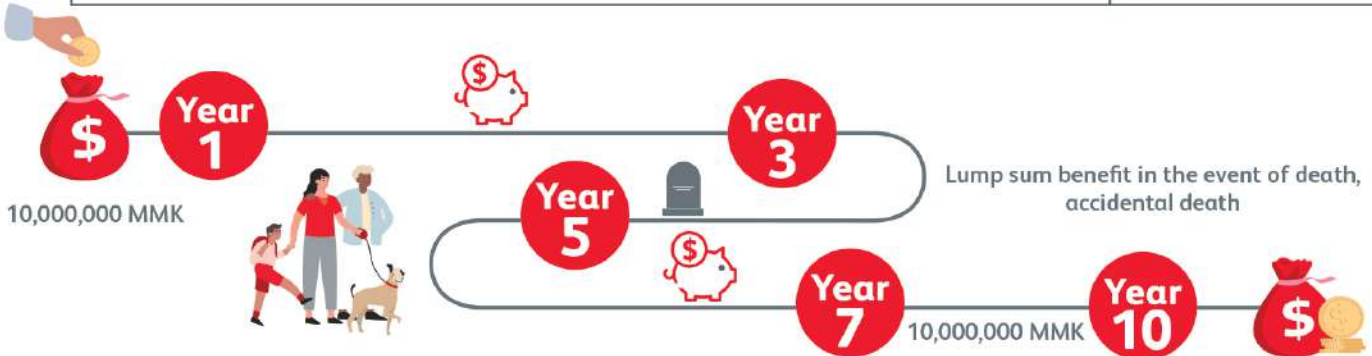 $
$
Year
1
Year
3
10,000,000 MMK
Lump sum benefit in the event of death,
accidental death
Year
5
$
Year
7
10,000,000 MMK
Year
10
$